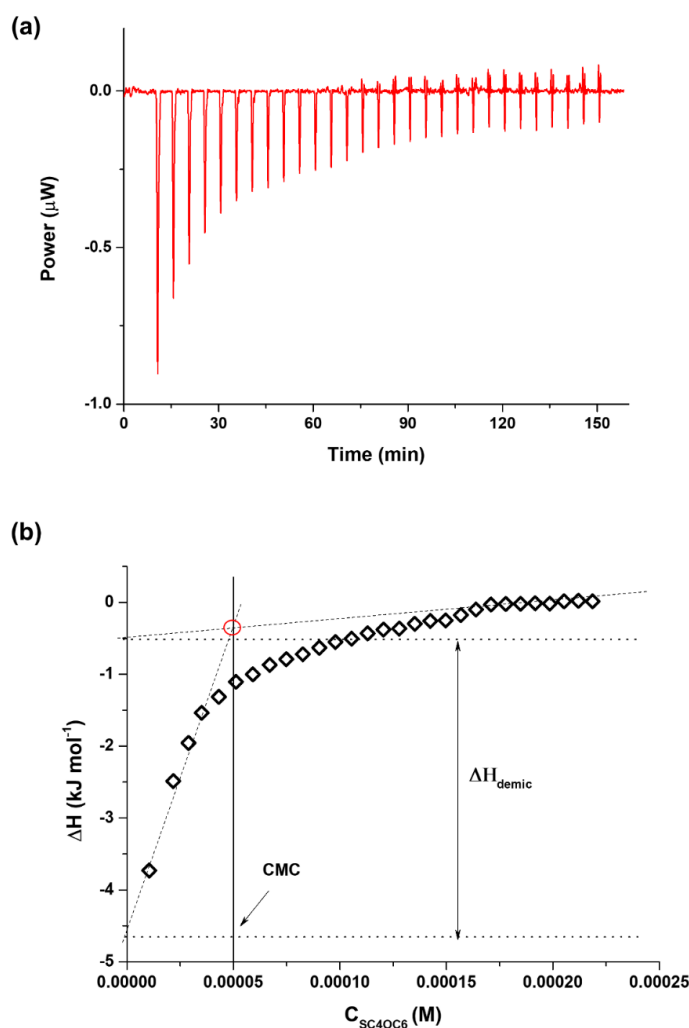 (a)
0.0
-0.5
-1.0
Power (μW)
0 30 60 90 120 150
Time (min)
(b)
0
-1
-2
-3
-4
-5
ΔH (kJ mol⁻¹)
ΔH_demic
CMC
0.00000 0.00005 0.00010 0.00015 0.00020 0.00025
C_SC4OC6 (M)